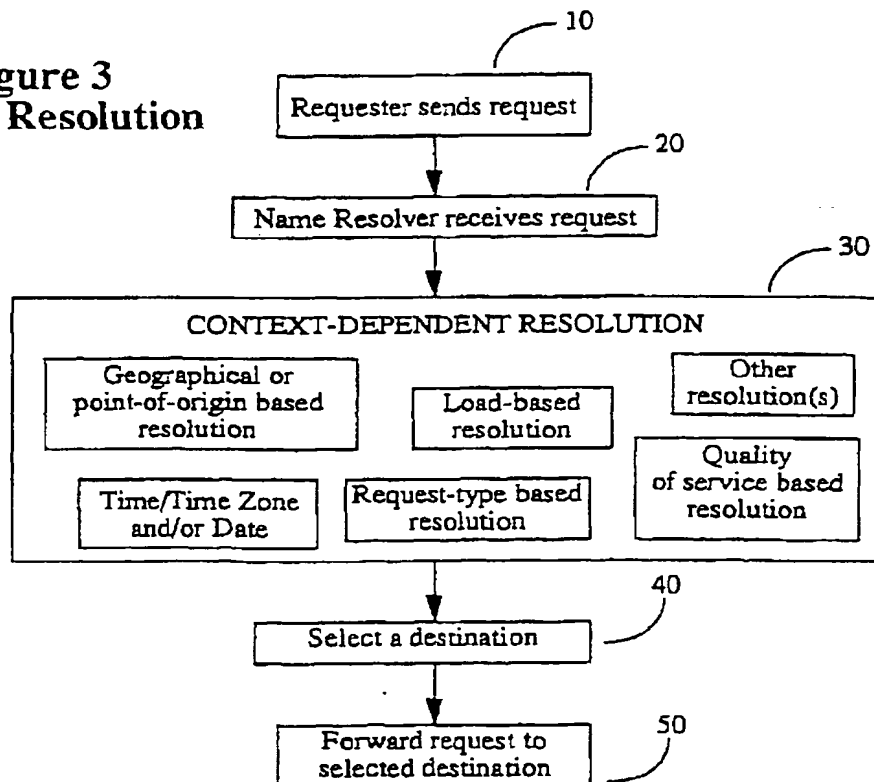 10
gure 3
Resolution
Requester sends request
20
Name Resolver receives request
30
CONTEXT-DEPENDENT RESOLUTION
Geographical or
point-of-origin based
resolution
Load-based
resolution
Other
resolution(s)
Time/Time Zone
and/or Date
Request-type based
resolution
Quality
of service based
resolution
40
Select a destination
50
Forward request to
selected destination